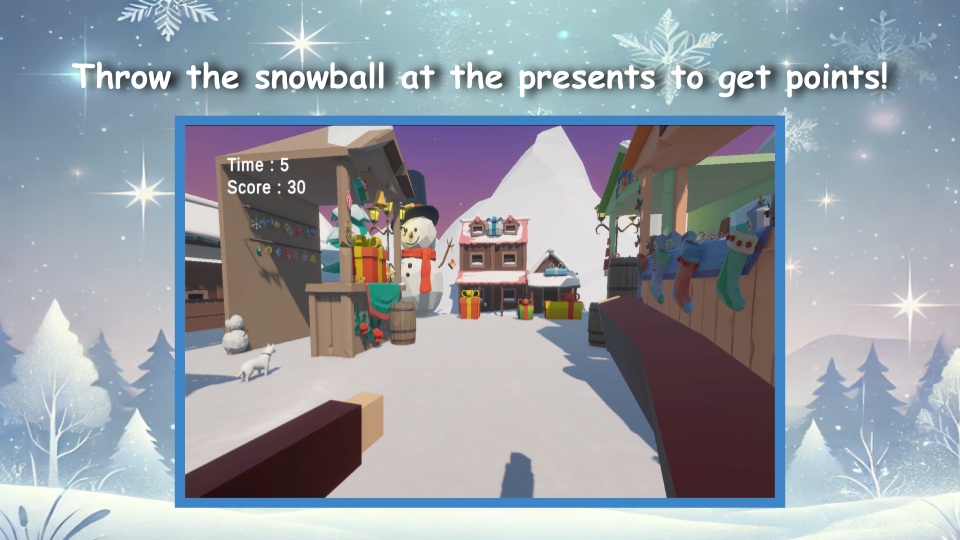 Throw the snowball at the presents to get points!
Time : 5
Score : 30